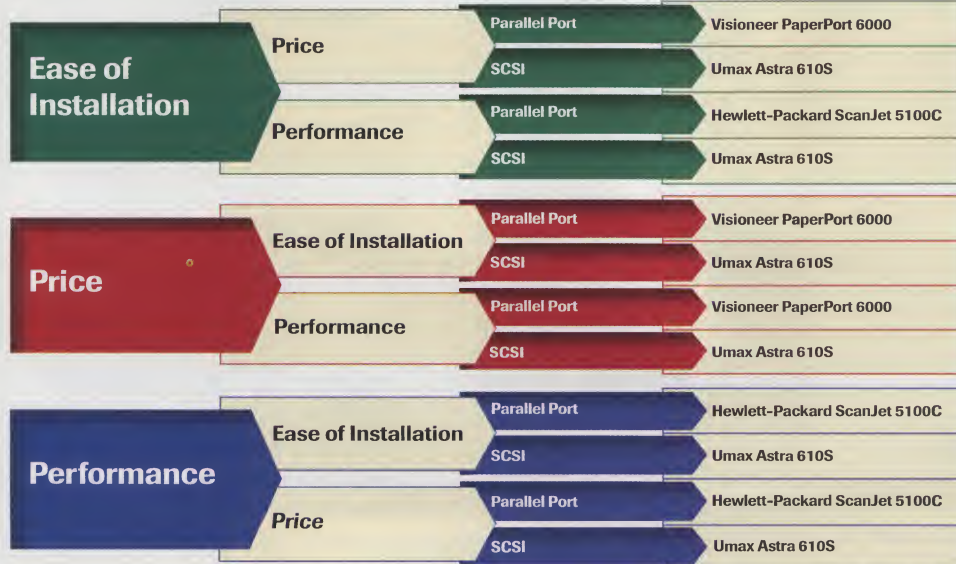 Ease of
Installation
Price
Parallel Port
Visioneer PaperPort 6000
SCSI
Umax Astra 610S
Performance
Parallel Port
Hewlett-Packard ScanJet 5100C
SCSI
Umax Astra 610S
Price
Ease of Installation
Parallel Port
Visioneer PaperPort 6000
SCSI
Umax Astra 610S
Performance
Parallel Port
Visioneer PaperPort 6000
SCSI
Umax Astra 610S
Performance
Ease of Installation
Parallel Port
Hewlett-Packard ScanJet 5100C
SCSI
Umax Astra 610S
Price
Parallel Port
Hewlett-Packard ScanJet 5100C
SCSI
Umax Astra 610S